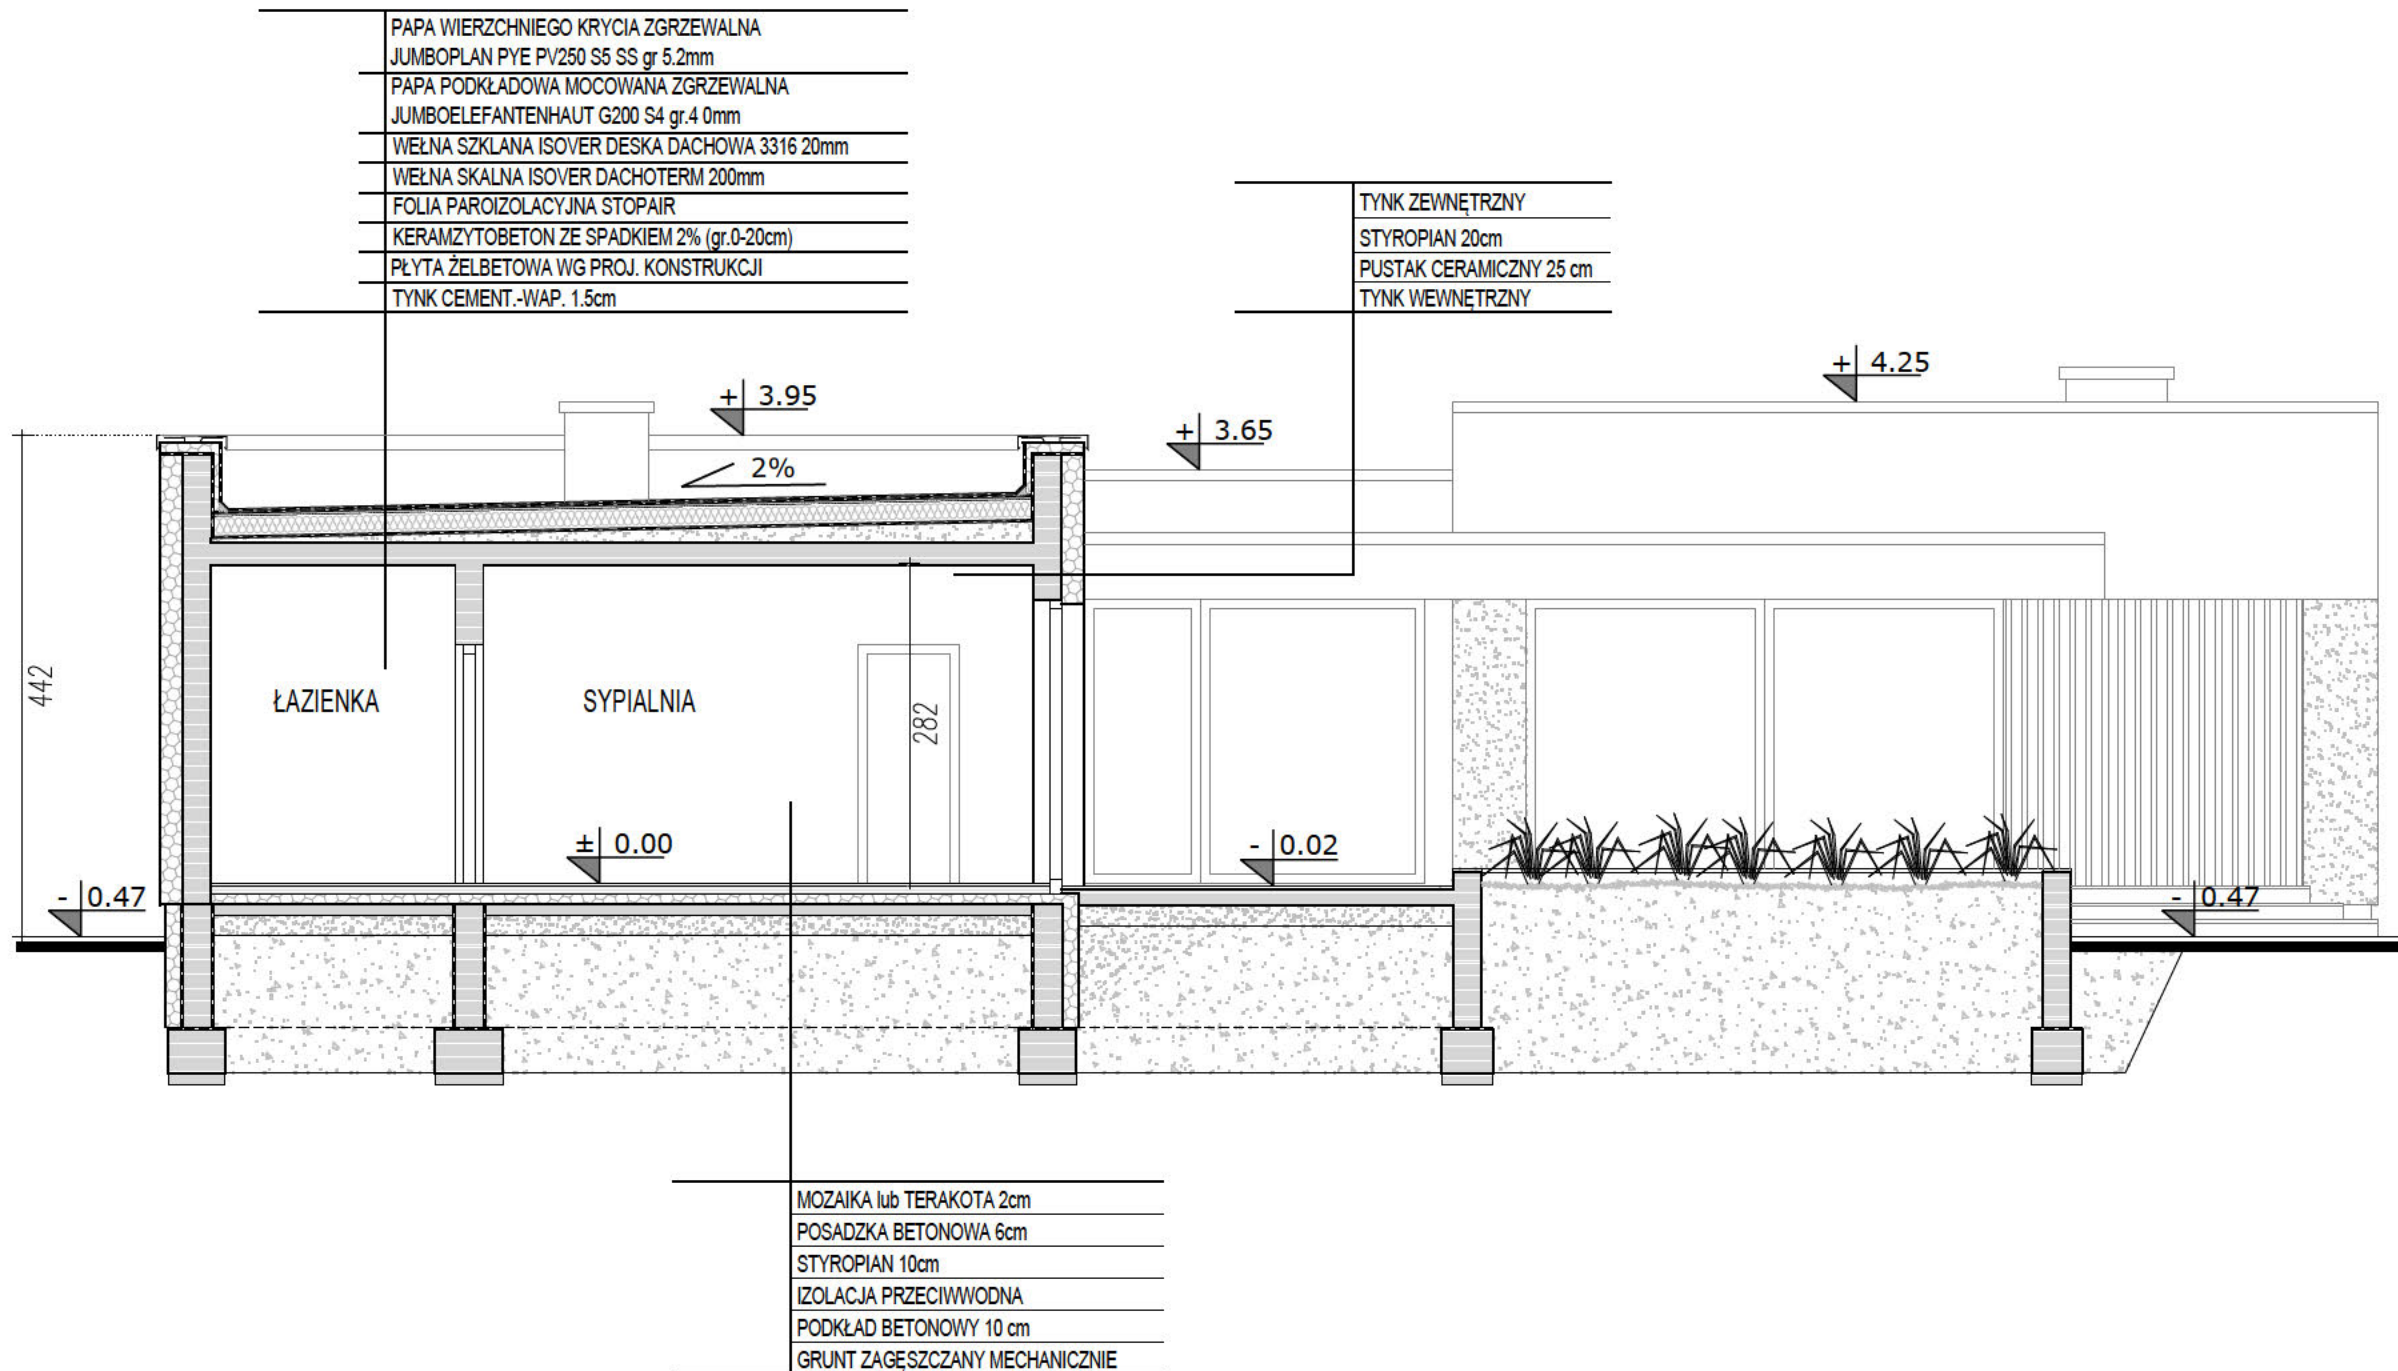 PAPA WIERZCHNIEGO KRYCIA ZGRZEWALNA
JUMBOPLAN PYE PV250 S5 SS gr 5.2mm
PAPA PODKŁADOWA MOCOWANA ZGRZEWALNA
JUMBOELEFANTENHAUT G200 S4 gr.4 0mm
WEŁNA SZKLANA ISOVER DESKA DACHOWA 3316 20mm
WEŁNA SKALNA ISOVER DACHOTERM 200mm
FOLIA PAROIZOLACYJNA STOPAIR
KERAMZYTOBETON ZE SPADKIEM 2% (gr.0-20cm)
PŁYTA ŻELBETOWA WG PROJ. KONSTRUKCJI
TYNK CEMENT.-WAP. 1.5cm
TYNK ZEWNĘTRZNY
STYROPIAN 20cm
PUSTAK CERAMICZNY 25 cm
TYNK WEWNĘTRZNY
+ 4.25
+ 3.95
+ 3.65
2%
442
ŁAZIENKA
SYPIALNIA
282
± 0.00
- 0.02
- 0.47
- 0.47
MOZAIKA lub TERAKOTA 2cm
POSADZKA BETONOWA 6cm
STYROPIAN 10cm
IZOLACJA PRZECIWWODNA
PODKŁAD BETONOWY 10 cm
GRUNT ZAGĘSZCZANY MECHANICZNIE